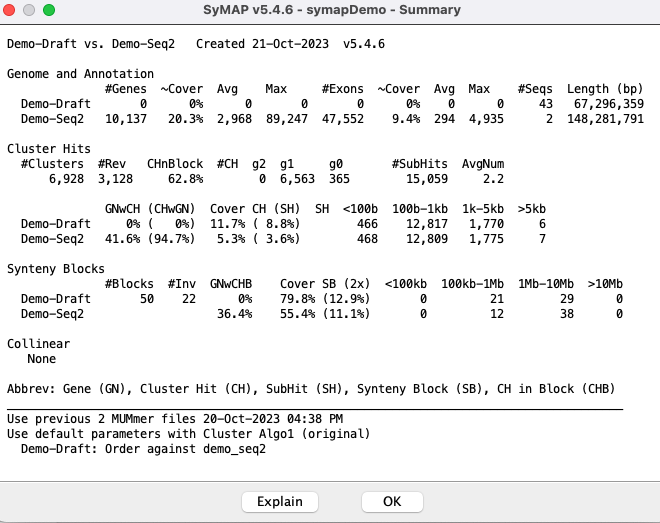 SyMAP v5.4.6 - symapDemo - Summary
Demo-Draft vs. Demo-Seq2   Created 21-Oct-2023  v5.4.6
Genome and Annotation
#Genes  ~Cover  Avg    Max     #Exons  ~Cover  Avg  Max    #Seqs  Length (bp)
Demo-Draft       0      0%      0       0        0      0%    0      0      43   67,296,359
Demo-Seq2   10,137   20.3%  2,968  89,247   47,552    9.4%  294  4,935       2  148,281,791
Cluster Hits
#Clusters  #Rev   CHnBlock  #CH  g2  g1     g0      #SubHits  AvgNum
6,928  3,128     62.8%        0  6,563  365        15,059     2.2
GNwCH (CHwGN)  Cover CH (SH)  SH  <100b  100b-1kb  1k-5kb  >5kb
Demo-Draft     0% (   0%)  11.7% ( 8.8%)        466    12,817   1,770     6
Demo-Seq2   41.6% (94.7%)   5.3% ( 3.6%)        468    12,809   1,775     7
Synteny Blocks
#Blocks  #Inv  GNwCHB    Cover SB (2x)  <100kb  100kb-1Mb  1Mb-10Mb  >10Mb
Demo-Draft       50    22      0%    79.8% (12.9%)       0         21        29      0
Demo-Seq2                   36.4%    55.4% (11.1%)       0         12        38      0
Collinear
None
Abbrev: Gene (GN), Cluster Hit (CH), SubHit (SH), Synteny Block (SB), CH in Block (CHB)
Use previous 2 MUMmer files 20-Oct-2023 04:38 PM
Use default parameters with Cluster Algo1 (original)
Demo-Draft: Order against demo_seq2
Explain   OK